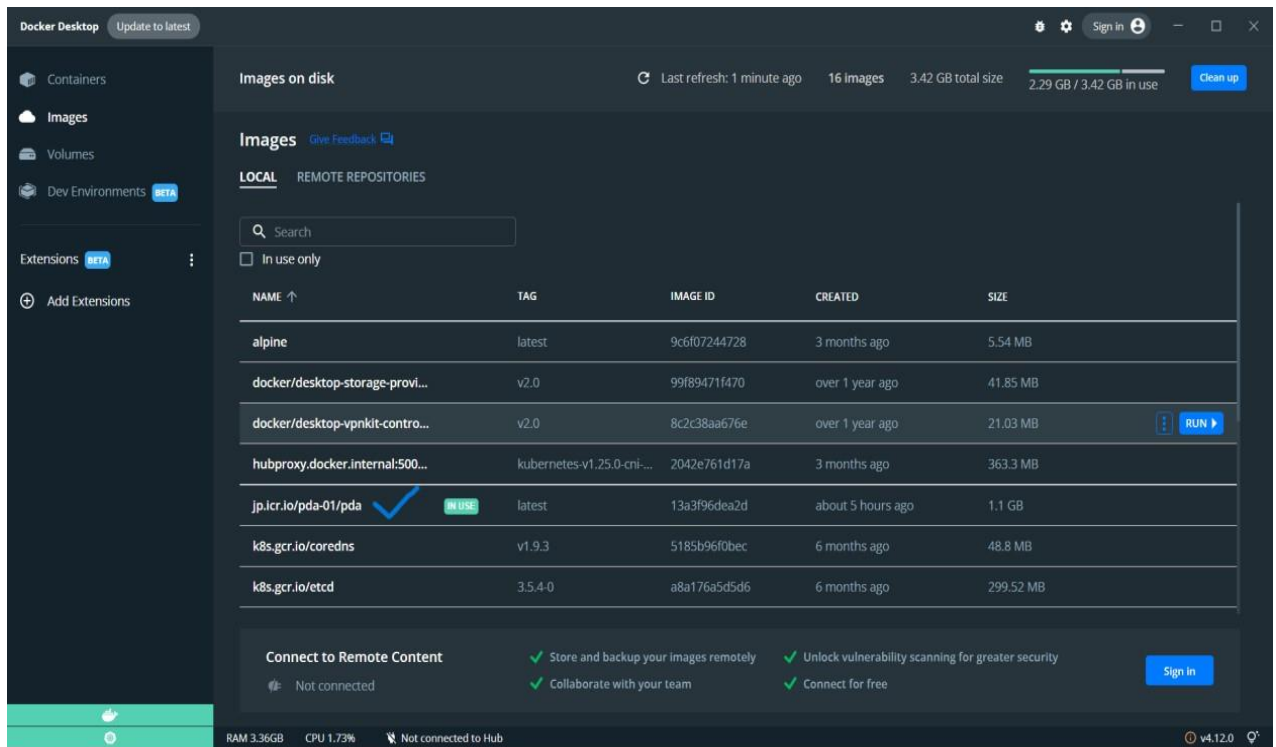 Docker Desktop Update to latest Sign in
Containers
Images
Volumes
Dev Environments BETA
Extensions BETA
Add Extensions
Images on disk Last refresh: 1 minute ago 16 images 3.42 GB total size 2.29 GB / 3.42 GB in use Clean up
Images Give Feedback
LOCAL REMOTE REPOSITORIES
Search
In use only
NAME TAG IMAGE ID CREATED SIZE
alpine latest 9c6f07244728 3 months ago 5.54 MB
docker/desktop-storage-provi... v2.0 99f89471f470 over 1 year ago 41.85 MB
docker/desktop-vpnkit-contro... v2.0 8c2c38aa676e over 1 year ago 21.03 MB RUN
hubproxy.docker.internal:500... kubernetes-v1.25.0-cni-... 2042e761d17a 3 months ago 363.3 MB
jp.icr.io/pda-01/pda IN USE latest 13a3f96dea2d about 5 hours ago 1.1 GB
k8s.gcr.io/coredns v1.9.3 5185b96f0bec 6 months ago 48.8 MB
k8s.gcr.io/etcd 3.5.4-0 a8a176a5d5d6 6 months ago 299.52 MB
Connect to Remote Content
Not connected
Store and backup your images remotely Unlock vulnerability scanning for greater security
Collaborate with your team Connect for free
Sign in
RAM 3.36GB CPU 1.73% Not connected to Hub v4.12.0